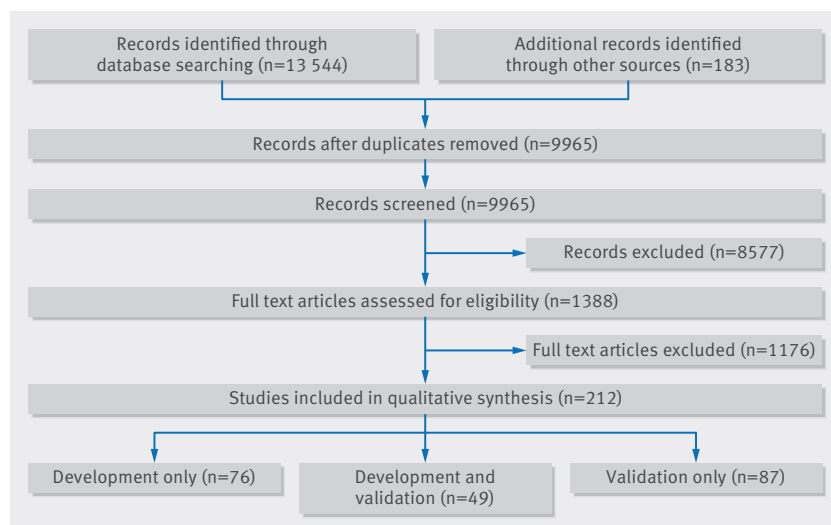 Records identified through
database searching (n=13 544)
Additional records identified
through other sources (n=183)
Records after duplicates removed (n=9965)
Records screened (n=9965)
Records excluded (n=8577)
Full text articles assessed for eligibility (n=1388)
Full text articles excluded (n=1176)
Studies included in qualitative synthesis (n=212)
Development only (n=76)
Development and
validation (n=49)
Validation only (n=87)